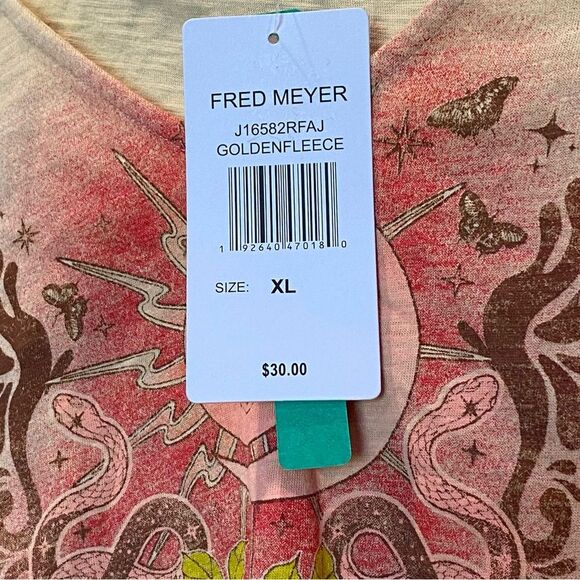 FRED MEYER
J16582RFAJ
GOLDENFLEECE
1 92640 47018 0
SIZE: XL
$30.00